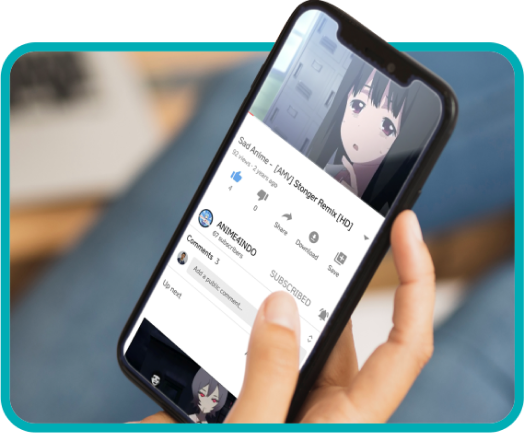 Sad Anime - [AMV] Stonger Remix [HD]
92 views · 2 years ago
4
0
Share
Download
Save
ANIME4INDO
67 subscribers
SUBSCRIBED
Comments 3
Add a public comment...
Up next